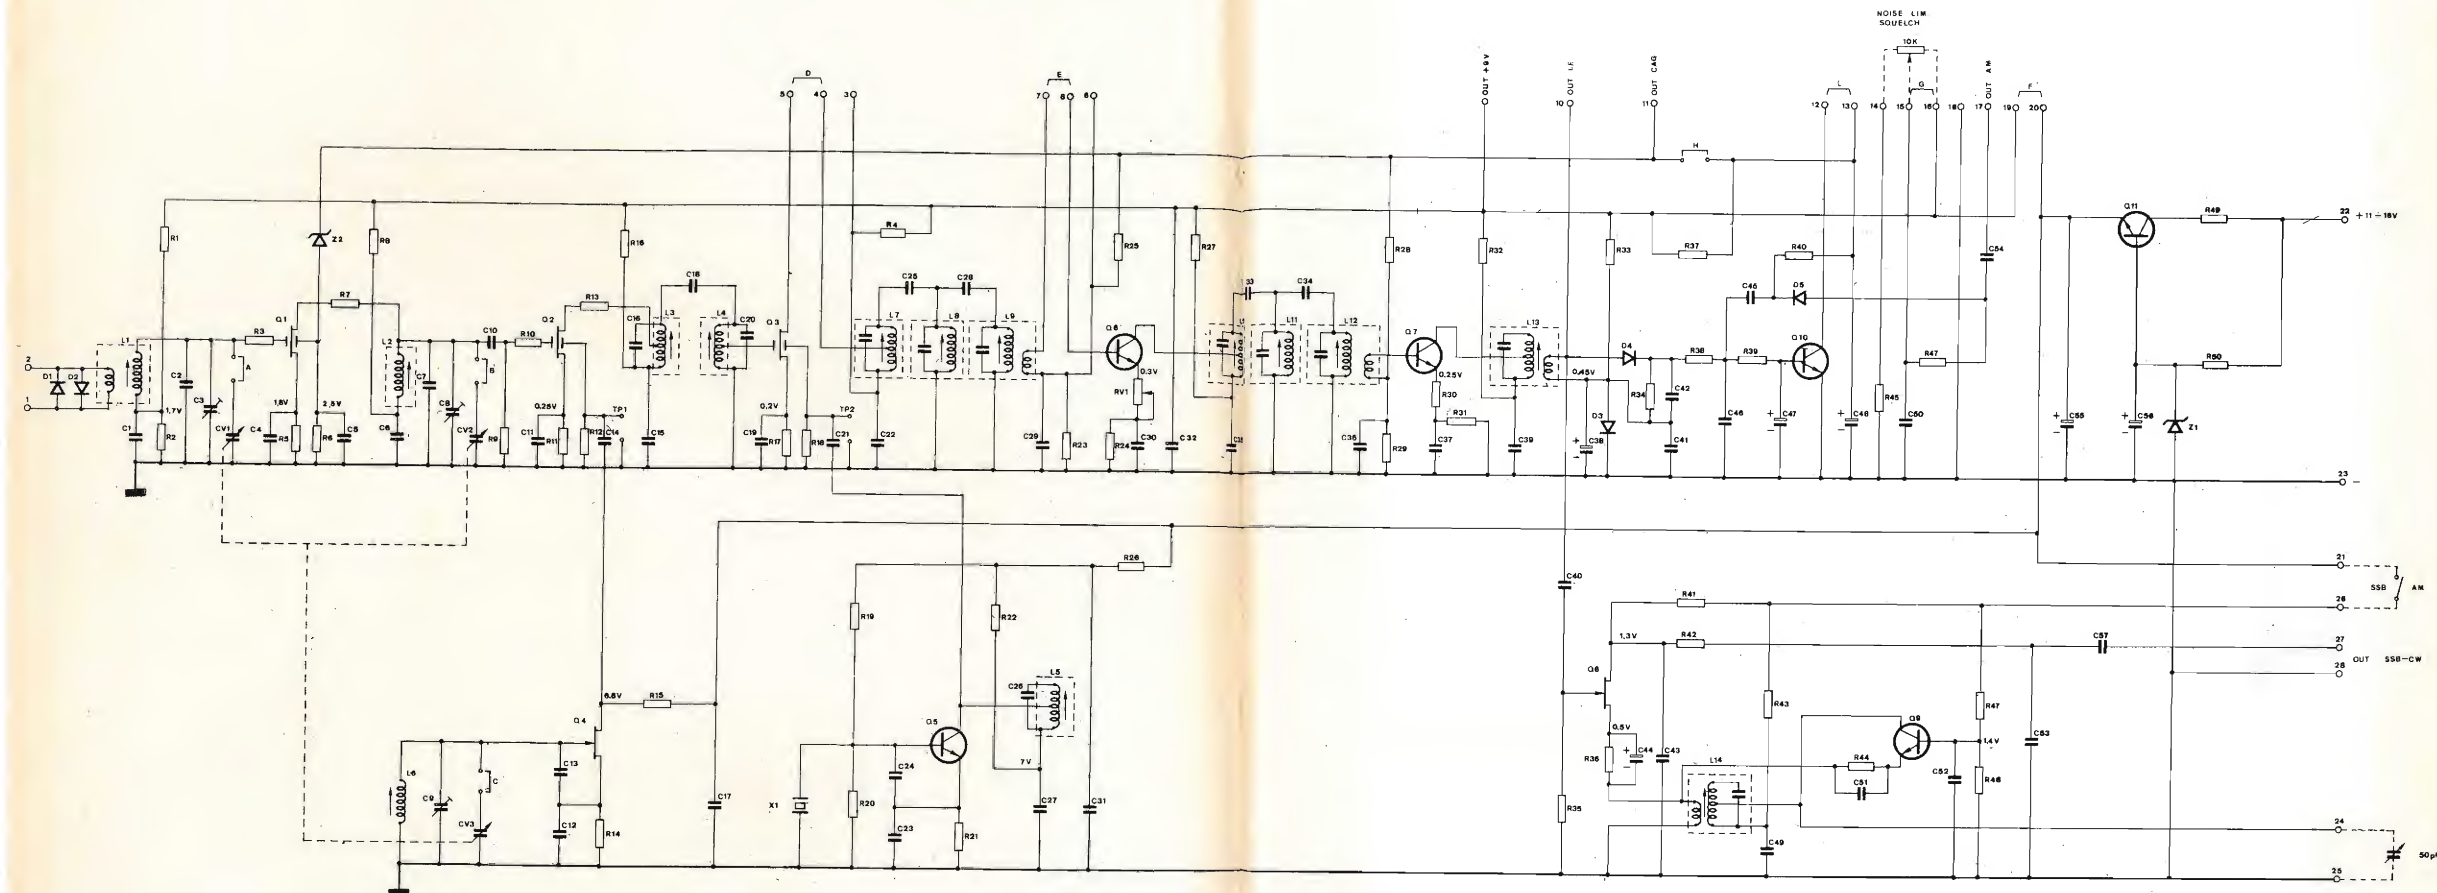 NOISE LIM
SQUELCH
10K
D
E
L
G
F
5
4
3
7
8
6
OUT +9V
10
OUT LF
11
OUT CAG
12
13
14
15
16
18
17
OUT AM
19
20
H
R1
Z2
R8
R16
R4
R25
R27
R28
R32
R33
R37
R40
C54
Q11
R49
22
+11÷16V
R7
Q1
R3
L1
2
D1
D2
1
C2
C3
A
1,7V
C1
R2
CV1
1,8V
C4
R5
2,5V
R6
C5
L2
C7
C6
C8
B
CV2
C10
R9
R10
Q2
R13
0.25V
C11
R11
R12
C14
TP1
C16
L3
C15
C18
L4
C20
Q3
0,2V
C19
R17
R18
TP2
C21
C22
C25
C28
L7
L8
L9
C29
R23
Q6
0.3V
RV1
R24
C30
C32
33
C34
L11
L12
C36
R29
Q7
0.25V
R30
R31
C37
L13
C39
0,45V
C38
D3
D4
R34
C42
C41
R38
R39
C45
D5
C46
C47
Q10
C48
R45
R47
C50
C55
C56
Z1
R50
23
−
21
SSB
AM
26
27
OUT SSB-CW
28
R26
R19
R22
C40
R41
R42
C57
1,3V
Q8
R43
R47
0,5V
R36
C44
C43
L14
R44
C51
Q9
1,4V
C52
R46
C53
6.6V
R15
Q4
L6
C9
C
CV3
C13
C12
R14
C17
X1
R20
C24
C23
Q5
R21
7V
C26
L5
C27
C31
R35
C49
24
25